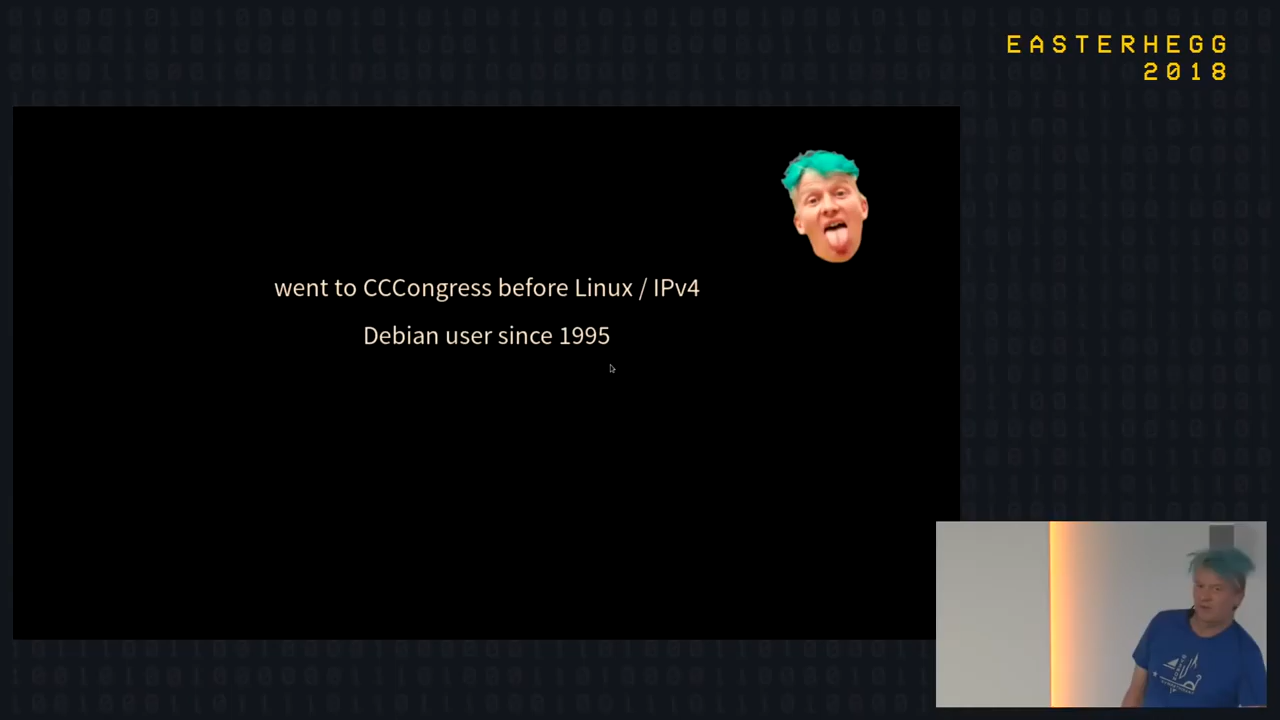 EASTERHEGG
2018
went to CCCongress before Linux / IPv4
Debian user since 1995